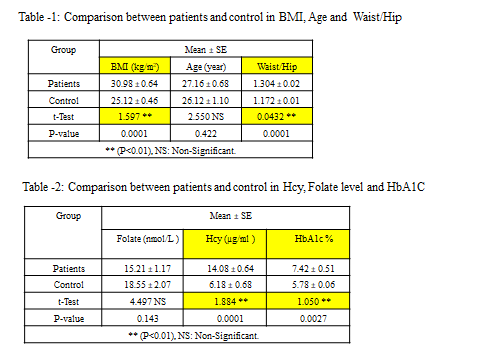 Table -1: Comparison between patients and control in BMI, Age and Waist/Hip
Group Mean ± SE
BMI (kg/m²) Age (year) Waist/Hip
Patients 30.98 ± 0.64 27.16 ± 0.68 1.304 ± 0.02
Control 25.12 ± 0.46 26.12 ± 1.10 1.172 ± 0.01
t-Test 1.597 ** 2.550 NS 0.0432 **
P-value 0.0001 0.422 0.0001
** (P<0.01), NS: Non-Significant.
Table -2: Comparison between patients and control in Hcy, Folate level and HbA1C
Group Mean ± SE
Folate (nmol/L) Hcy (µg/ml) HbA1c %
Patients 15.21 ± 1.17 14.08 ± 0.64 7.42 ± 0.51
Control 18.55 ± 2.07 6.18 ± 0.68 5.78 ± 0.06
t-Test 4.497 NS 1.884 ** 1.050 **
P-value 0.143 0.0001 0.0027
** (P<0.01), NS: Non-Significant.